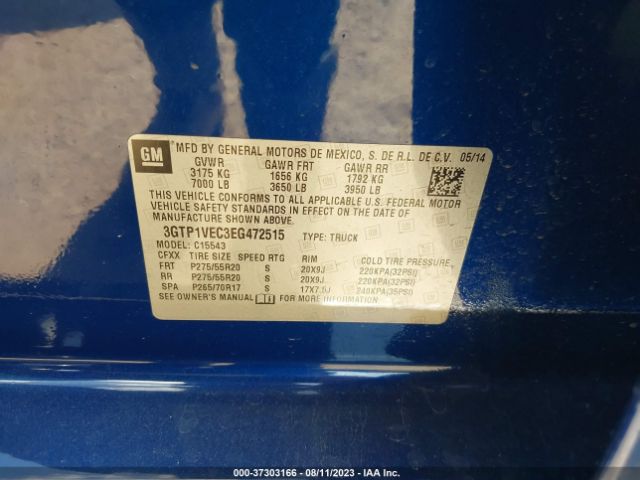 GM
MFD BY GENERAL MOTORS DE MEXICO, S. DE R.L. DE C.V. 05/14
GVWR GAWR FRT GAWR RR
3175 KG 1656 KG 1792 KG
7000 LB 3650 LB 3950 LB
THIS VEHICLE CONFORMS TO ALL APPLICABLE U.S. FEDERAL MOTOR
VEHICLE SAFETY STANDARDS IN EFFECT ON THE DATE OF
MANUFACTURE SHOWN ABOVE.
3GTP1VEC3EG472515 TYPE: TRUCK
MODEL: C15543
CFXX TIRE SIZE SPEED RTG RIM COLD TIRE PRESSURE
FRT P275/55R20 S 20X9J 220KPA(32PSI)
RR P275/55R20 S 20X9J 220KPA(32PSI)
SPA P265/70R17 S 17X7.5J 240KPA(35PSI)
SEE OWNER'S MANUAL FOR MORE INFORMATION.
000-37303166 - 08/11/2023 - IAA Inc.